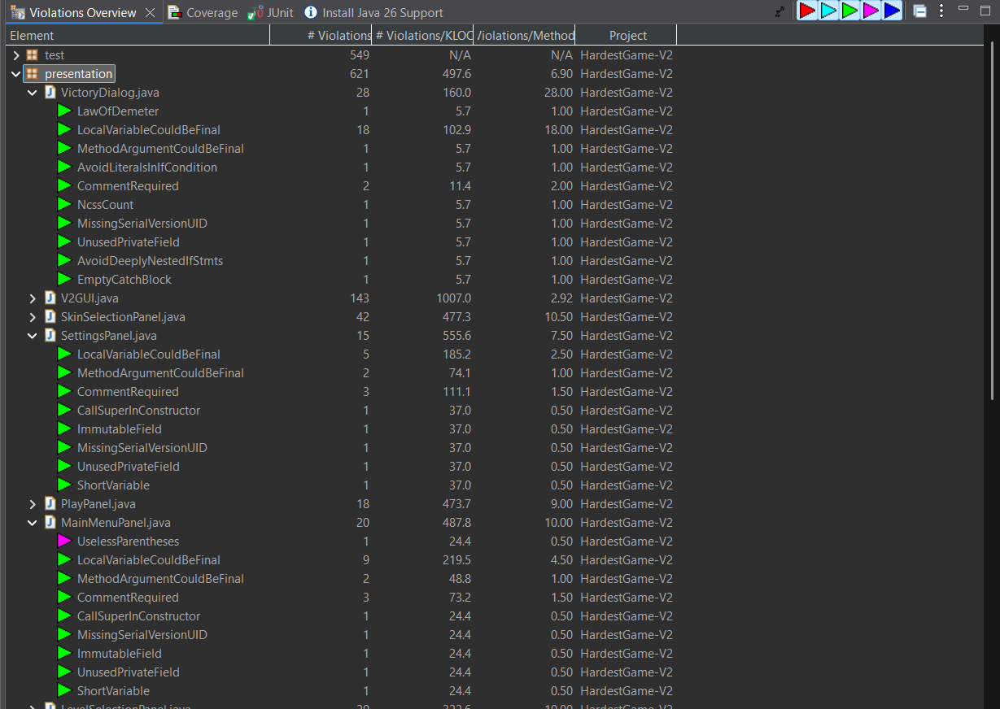 Violations Overview Coverage JUnit Install Java 26 Support
Element # Violations # Violations/KLOC /iolations/Method Project
test 549 N/A N/A HardestGame-V2
presentation 621 497.6 6.90 HardestGame-V2
VictoryDialog.java 28 160.0 28.00 HardestGame-V2
LawOfDemeter 1 5.7 1.00 HardestGame-V2
LocalVariableCouldBeFinal 18 102.9 18.00 HardestGame-V2
MethodArgumentCouldBeFinal 1 5.7 1.00 HardestGame-V2
AvoidLiteralsInIfCondition 1 5.7 1.00 HardestGame-V2
CommentRequired 2 11.4 2.00 HardestGame-V2
NcssCount 1 5.7 1.00 HardestGame-V2
MissingSerialVersionUID 1 5.7 1.00 HardestGame-V2
UnusedPrivateField 1 5.7 1.00 HardestGame-V2
AvoidDeeplyNestedIfStmts 1 5.7 1.00 HardestGame-V2
EmptyCatchBlock 1 5.7 1.00 HardestGame-V2
V2GUI.java 143 1007.0 2.92 HardestGame-V2
SkinSelectionPanel.java 42 477.3 10.50 HardestGame-V2
SettingsPanel.java 15 555.6 7.50 HardestGame-V2
LocalVariableCouldBeFinal 5 185.2 2.50 HardestGame-V2
MethodArgumentCouldBeFinal 2 74.1 1.00 HardestGame-V2
CommentRequired 3 111.1 1.50 HardestGame-V2
CallSuperInConstructor 1 37.0 0.50 HardestGame-V2
ImmutableField 1 37.0 0.50 HardestGame-V2
MissingSerialVersionUID 1 37.0 0.50 HardestGame-V2
UnusedPrivateField 1 37.0 0.50 HardestGame-V2
ShortVariable 1 37.0 0.50 HardestGame-V2
PlayPanel.java 18 473.7 9.00 HardestGame-V2
MainMenuPanel.java 20 487.8 10.00 HardestGame-V2
UselessParentheses 1 24.4 0.50 HardestGame-V2
LocalVariableCouldBeFinal 9 219.5 4.50 HardestGame-V2
MethodArgumentCouldBeFinal 2 48.8 1.00 HardestGame-V2
CommentRequired 3 73.2 1.50 HardestGame-V2
CallSuperInConstructor 1 24.4 0.50 HardestGame-V2
MissingSerialVersionUID 1 24.4 0.50 HardestGame-V2
ImmutableField 1 24.4 0.50 HardestGame-V2
UnusedPrivateField 1 24.4 0.50 HardestGame-V2
ShortVariable 1 24.4 0.50 HardestGame-V2
LevelSelectionPanel.java 20 322.6 10.00 HardestGame-V2